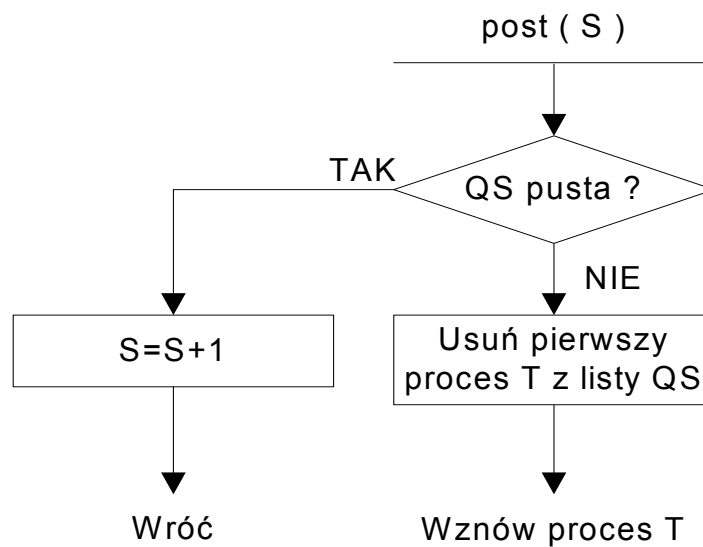 post ( S )
TAK
QS pusta ?
NIE
S=S+1
Usuń pierwszy
proces T z listy QS
Wróć
Wznów proces T